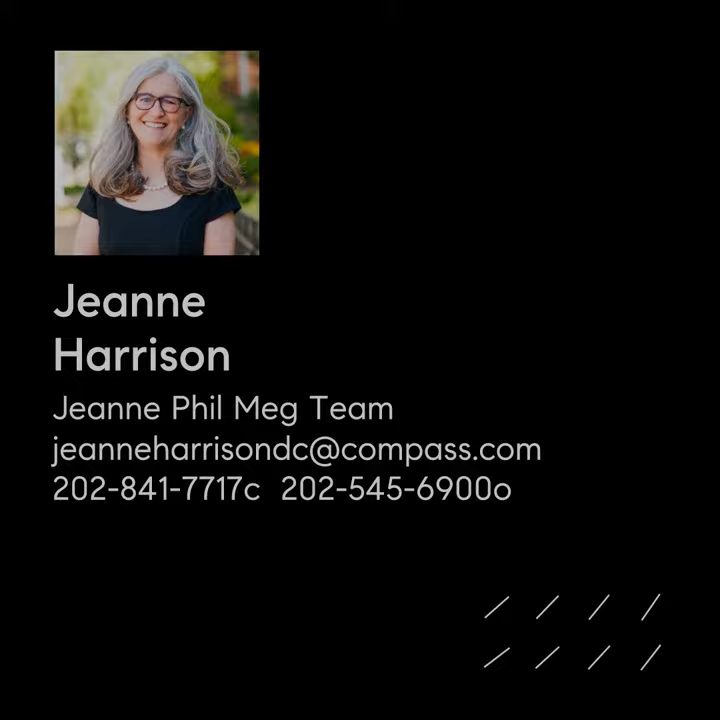 Jeanne
Harrison
Jeanne Phil Meg Team
jeanneharrisondc@compass.com
202-841-7717c 202-545-6900o